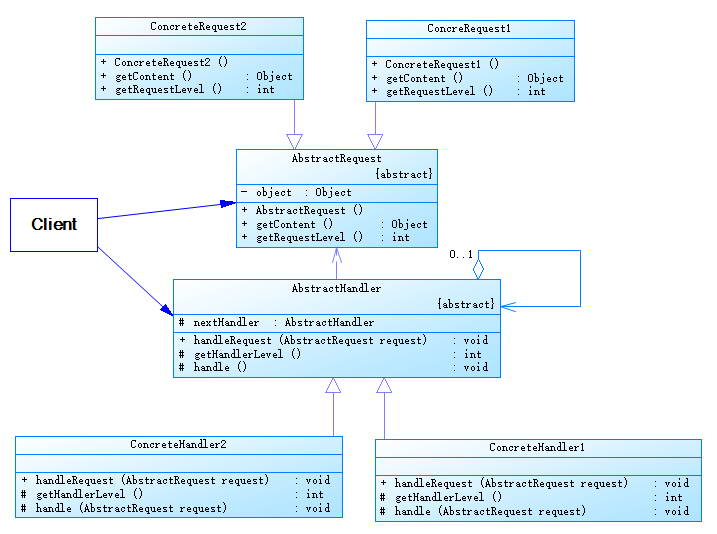 ConcreteRequest2
+ ConcreteRequest2 ()
+ getContent () : Object
+ getRequestLevel () : int
ConcreRequest1
+ ConcreteRequest1 ()
+ getContent () : Object
+ getRequestLevel () : int
AbstractRequest
{abstract}
- object : Object
+ AbstractRequest ()
+ getContent () : Object
+ getRequestLevel () : int
Client
0..1
AbstractHandler
{abstract}
# nextHandler : AbstractHandler
+ handleRequest (AbstractRequest request) : void
# getHandlerLevel () : int
# handle () : void
ConcreteHandler2
+ handleRequest (AbstractRequest request) : void
# getHandlerLevel () : int
# handle (AbstractRequest request) : void
ConcreteHandler1
+ handleRequest (AbstractRequest request) : void
# getHandlerLevel () : int
# handle (AbstractRequest request) : void